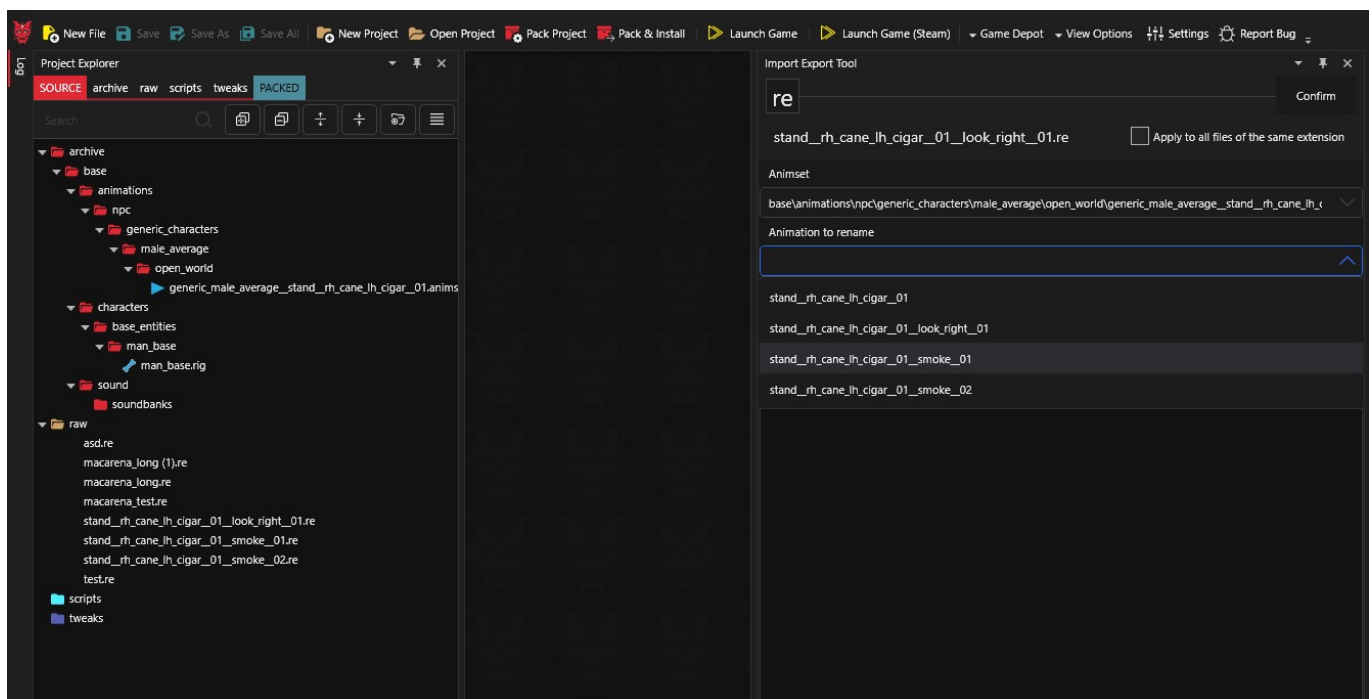 New File Save Save As Save All New Project Open Project Pack Project Pack & Install Launch Game Launch Game (Steam) Game Depot View Options Settings Report Bug
Log
Project Explorer
SOURCE archive raw scripts tweaks PACKED
Search
archive
base
animations
npc
generic_characters
male_average
open_world
generic_male_average__stand__rh_cane_lh_cigar__01.anims
characters
base_entities
man_base
man_base.rig
sound
soundbanks
raw
asd.re
macarena_long (1).re
macarena_long.re
macarena_test.re
stand__rh_cane_lh_cigar__01__look_right__01.re
stand__rh_cane_lh_cigar__01__smoke__01.re
stand__rh_cane_lh_cigar__01__smoke__02.re
test.re
scripts
tweaks
Import Export Tool
re
Confirm
stand__rh_cane_lh_cigar__01__look_right__01.re
Apply to all files of the same extension
Animset
base\animations\npc\generic_characters\male_average\open_world\generic_male_average__stand__rh_cane_lh_c
Animation to rename
stand__rh_cane_lh_cigar__01
stand__rh_cane_lh_cigar__01__look_right__01
stand__rh_cane_lh_cigar__01__smoke__01
stand__rh_cane_lh_cigar__01__smoke__02